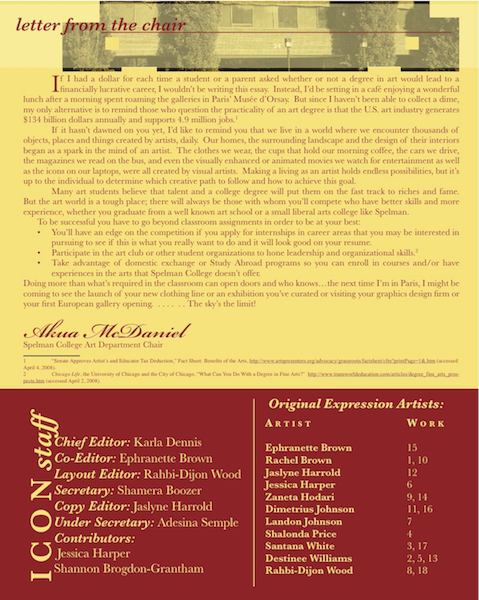 letter from the chair
If I had a dollar for each time a student or a parent asked whether or not a degree in art would lead to a
financially lucrative career, I wouldn't be writing this essay. Instead, I'd be setting in a café enjoying a wonderful
lunch after a morning spent roaming the galleries in Paris' Musée d'Orsay. But since I haven't been able to collect a dime,
my only alternative is to remind those who question the practicality of an art degree is that the U.S. art industry generates
$134 billion dollars annually and supports 4.9 million jobs.1
If it hasn't dawned on you yet, I'd like to remind you that we live in a world where we encounter thousands of
objects, places and things created by artists, daily. Our homes, the surrounding landscape and the design of their interiors
began as a spark in the mind of an artist. The clothes we wear, the cups that hold our morning coffee, the cars we drive,
the magazines we read on the bus, and even the visually enhanced or animated movies we watch for entertainment as well
as the icons on our laptops, were all created by visual artists. Making a living as an artist holds endless possibilities, but it's
up to the individual to determine which creative path to follow and how to achieve this goal.
Many art students believe that talent and a college degree will put them on the fast track to riches and fame.
But the art world is a tough place; there will always be those with whom you'll compete who have better skills and more
experience, whether you graduate from a well known art school or a small liberal arts college like Spelman.
To be successful you have to go beyond classroom assignments in order to be at your best:
• You'll have an edge on the competition if you apply for internships in career areas that you may be interested in
pursuing to see if this is what you really want to do and it will look good on your resume.
• Participate in the art club or other student organizations to hone leadership and organizational skills.2
• Take advantage of domestic exchange or Study Abroad programs so you can enroll in courses and/or have
experiences in the arts that Spelman College doesn't offer.
Doing more than what's required in the classroom can open doors and who knows…the next time I'm in Paris, I might be
coming to see the launch of your new clothing line or an exhibition you've curated or visiting your graphics design firm or
your first European gallery opening. . . . . . . The sky's the limit!
Akua McDaniel
Spelman College Art Department Chair
1 "Senate Approves Artist's and Educator Tax Deduction," Fact Sheet: Benefits of the Arts, (accessed
April 4, 2008).
2 Chicago Life, the University of Chicago and the City of Chicago. "What Can You Do With a Degree in Fine Arts?"
(accessed April 2, 2008).
ICON staff
Chief Editor: Karla Dennis
Co-Editor: Ephranette Brown
Layout Editor: Rahbi-Dijon Wood
Secretary: Shamera Boozer
Copy Editor: Jaslyne Harrold
Under Secretary: Adesina Semple
Contributors:
Jessica Harper
Shannon Brogdon-Grantham
Original Expression Artists:
Artist Work
Ephranette Brown 15
Rachel Brown 1, 10
Jaslyne Harrold 12
Jessica Harper 6
Zaneta Hodari 9, 14
Dimetrius Johnson 11, 16
Landon Johnson 7
Shalonda Price 4
Santana White 3, 17
Destinee Williams 2, 5, 13
Rahbi-Dijon Wood 8, 18